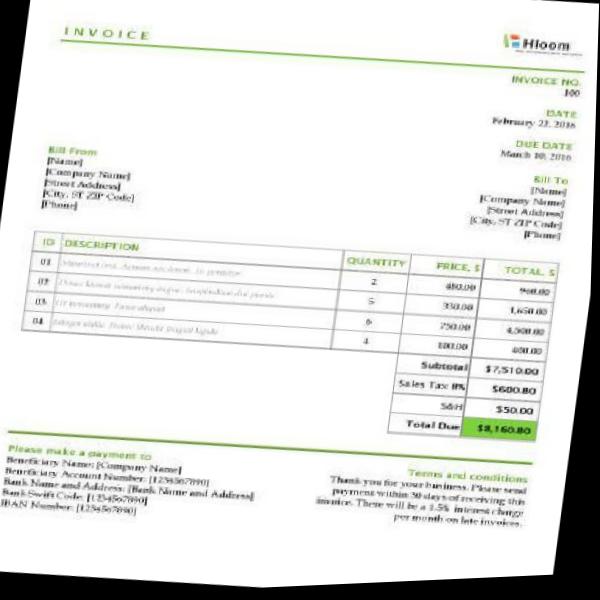 INVOICE
Hloom
INVOICE NO.
100
DATE
February 23, 2016
DUE DATE
March 10, 2016
Bill From
[Name]
[Company Name]
[Street Address]
[City, ST ZIP Code]
[Phone]
Bill To
[Name]
[Company Name]
[Street Address]
[City, ST ZIP Code]
[Phone]
ID DESCRIPTION QUANTITY PRICE, $ TOTAL, $
01 2 480.00 960.00
02 5 330.00 1,650.00
03 6 750.00 4,500.00
04 4 100.00 400.00
Subtotal $7,510.00
Sales Tax 8% $600.80
S&H $50.00
Total Due $8,160.80
Please make a payment to
Beneficiary Name: [Company Name]
Beneficiary Account Number: [1234567890]
Bank Name and Address: [Bank Name and Address]
Bank Swift Code: [1234567890]
IBAN Number: [1234567890]
Terms and conditions
Thank you for your business. Please send
payment within 30 days of receiving this
invoice. There will be a 1.5% interest charge
per month on late invoices.